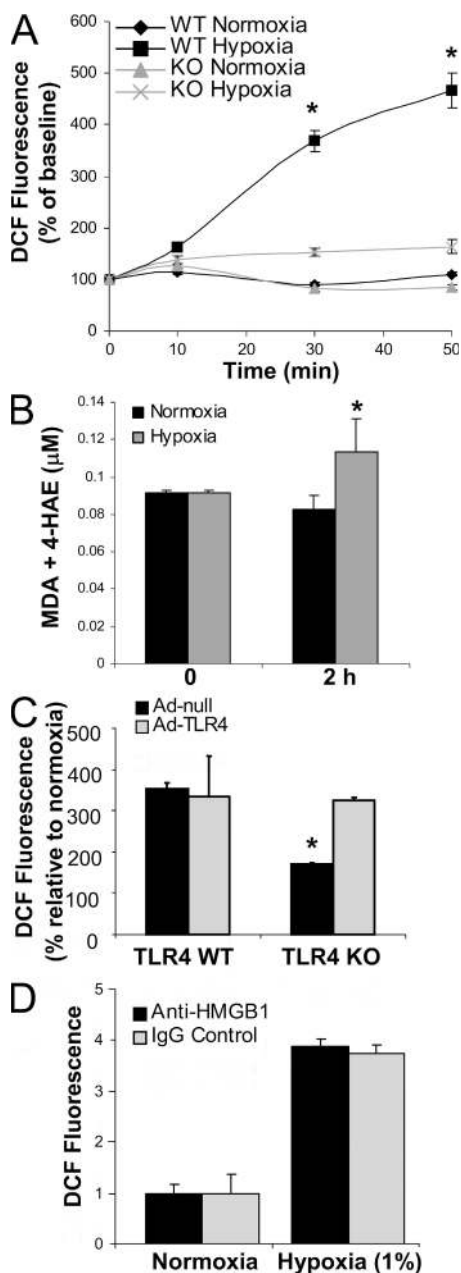 A
WT Normoxia
WT Hypoxia
KO Normoxia
KO Hypoxia
DCF Fluorescence
(% of baseline)
600
500
400
300
200
100
0
*
*
0 10 20 30 40 50
Time (min)
B
Normoxia
Hypoxia
MDA + 4-HAE (µM)
0.14
0.12
0.1
0.08
0.06
0.04
0.02
0
*
0 2 h
C
Ad-null
Ad-TLR4
DCF Fluorescence
(% relative to normoxia)
500
400
300
200
100
0
*
TLR4 WT TLR4 KO
D
Anti-HMGB1
IgG Control
DCF Fluorescence
5
4
3
2
1
0
Normoxia Hypoxia (1%)